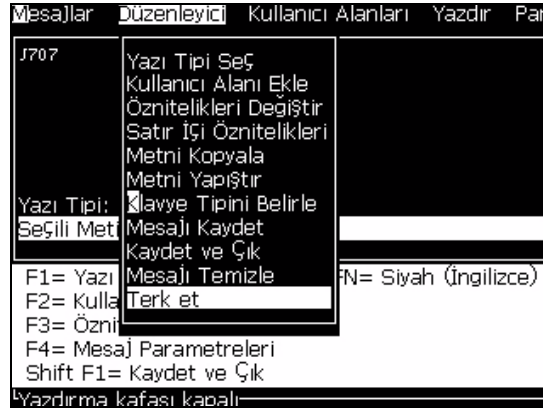 Mesajlar Düzenleyici Kullanıcı Alanları Yazdır Par
J707
Yazı Tipi Seç
Kullanıcı Alanı Ekle
Öznitelikleri Değiştir
Satır İçi Öznitelikleri
Metni Kopyala
Metni Yapıştır
Yazı Tipi: Klavye Tipini Belirle
Seçili Meti Mesajı Kaydet
Kaydet ve Çık
F1= Yazı Mesajı Temizle FN= Siyah (İngilizce)
F2= Kulla Terk et
F3= Özni
F4= Mesaj Parametreleri
Shift F1= Kaydet ve Çık
Yazdırma kafası kapalı